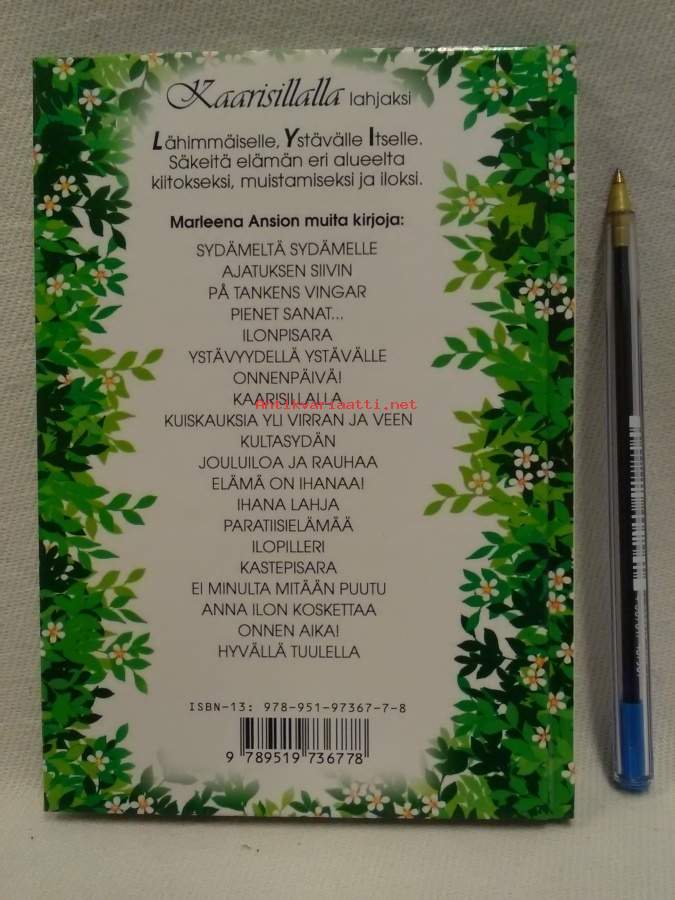 Kaarisillalla lahjaksi
Lähimmäiselle, Ystävälle Itselle.
Säkeitä elämän eri alueelta
kiitokseksi, muistamiseksi ja iloksi.
Marleena Ansion muita kirjoja:
SYDÄMELTÄ SYDÄMELLE
AJATUKSEN SIIVIN
PÅ TANKENS VINGAR
PIENET SANAT...
ILONPISARA
YSTÄVYYDELLÄ YSTÄVÄLLE
ONNENPÄIVÄ!
KAARISILLALLA
Antikvariaatti.net
KUISKAUKSIA YLI VIRRAN JA VEEN
KULTASYDÄN
JOULUILOA JA RAUHAA
ELÄMÄ ON IHANAA!
IHANA LAHJA
PARATIISIELÄMÄÄ
ILOPILLERI
KASTEPISARA
EI MINULTA MITÄÄN PUUTU
ANNA ILON KOSKETTAA
ONNEN AIKA!
HYVÄLLÄ TUULELLA
ISBN-13: 978-951-97367-7-8
9 789519 736778